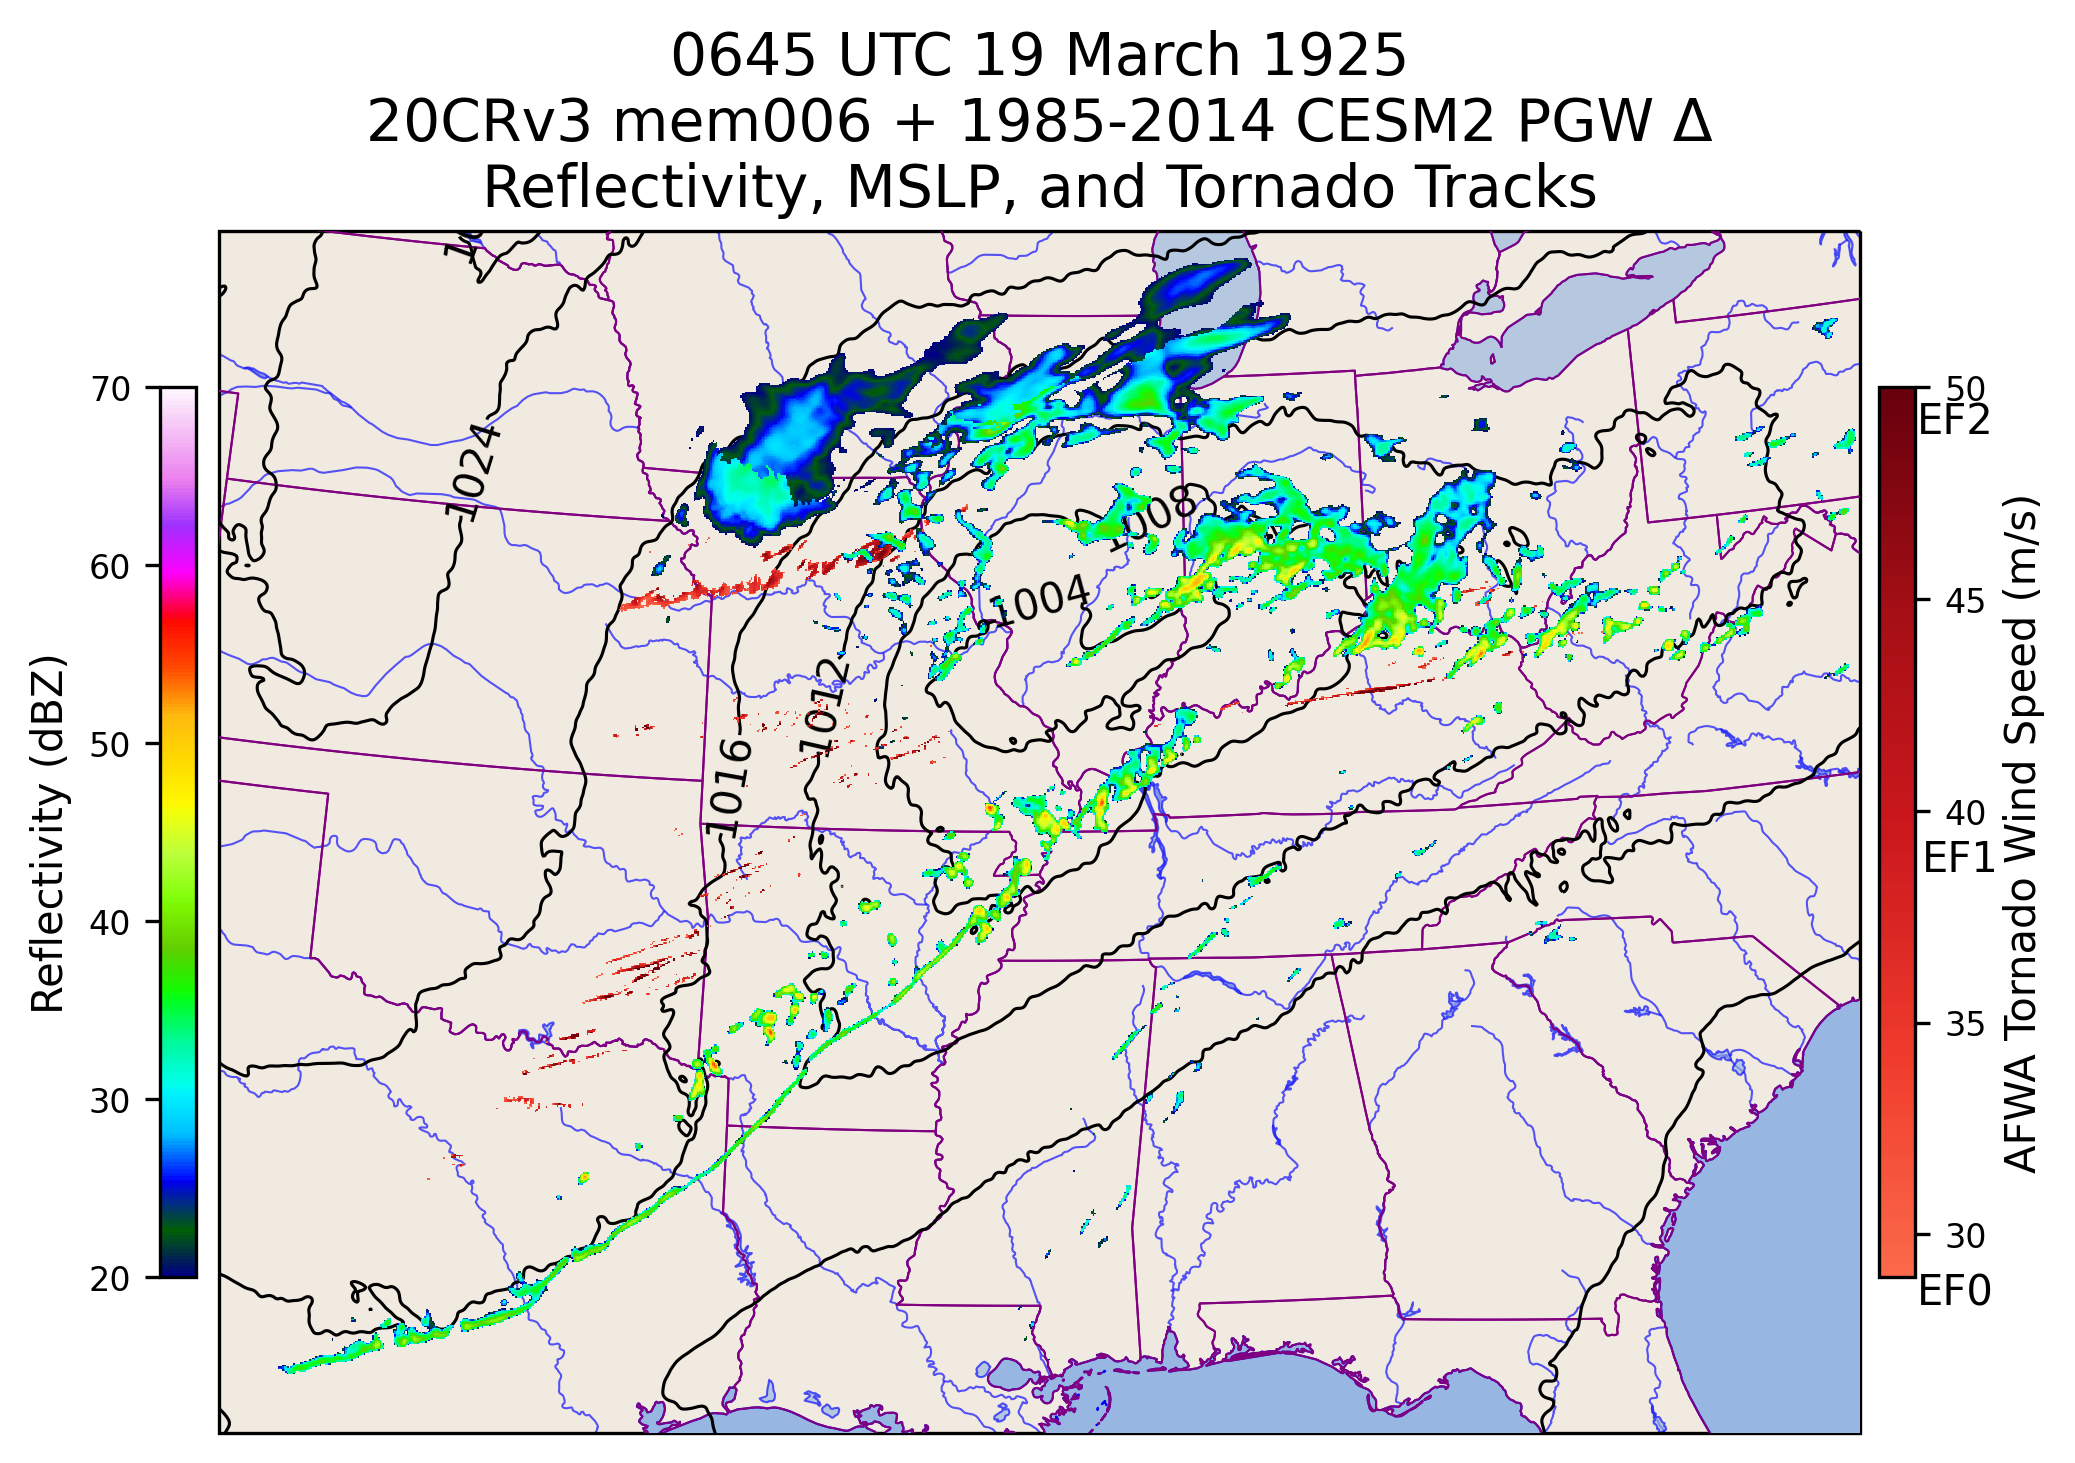 0645 UTC 19 March 1925
20CRv3 mem006 + 1985-2014 CESM2 PGW Δ
Reflectivity, MSLP, and Tornado Tracks
70
60
50
40
30
20
Reflectivity (dBZ)
1024
1008
1004
1012
1016
50
EF2
45
40
EF1
35
30
EF0
AFWA Tornado Wind Speed (m/s)